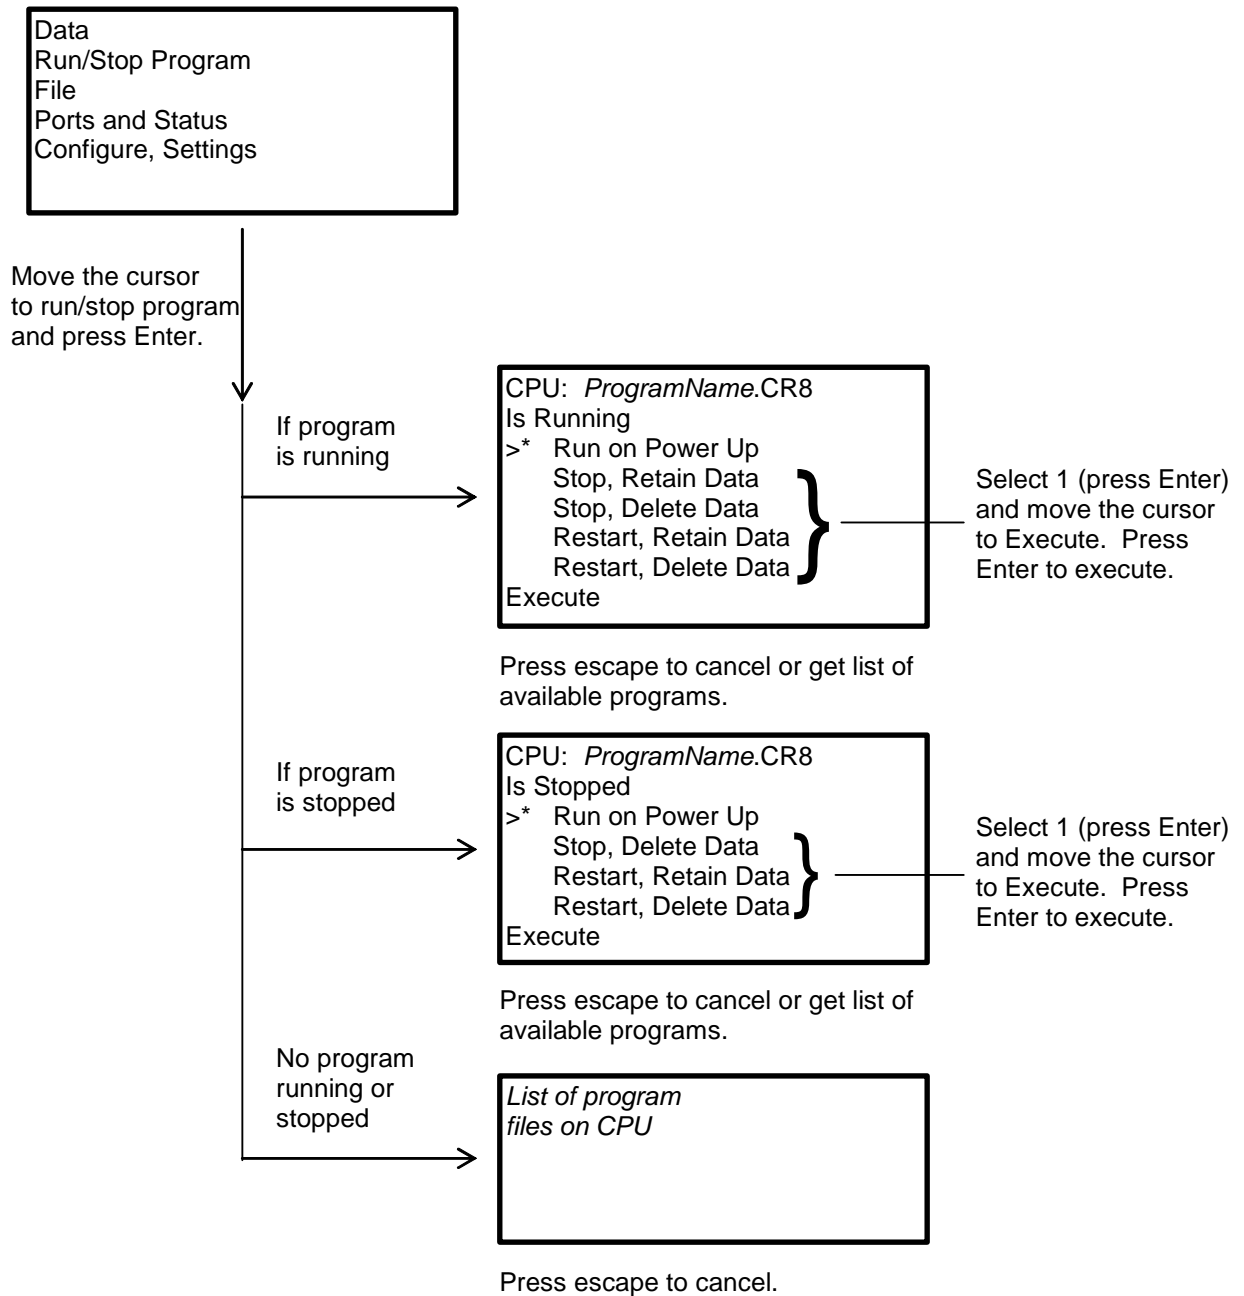 Data
Run/Stop Program
File
Ports and Status
Configure, Settings
Move the cursor
to run/stop program
and press Enter.
If program
is running
CPU: ProgramName.CR8
Is Running
>* Run on Power Up
Stop, Retain Data
Stop, Delete Data
Restart, Retain Data
Restart, Delete Data
Execute
Select 1 (press Enter)
and move the cursor
to Execute. Press
Enter to execute.
Press escape to cancel or get list of
available programs.
If program
is stopped
CPU: ProgramName.CR8
Is Stopped
>* Run on Power Up
Stop, Delete Data
Restart, Retain Data
Restart, Delete Data
Execute
Select 1 (press Enter)
and move the cursor
to Execute. Press
Enter to execute.
Press escape to cancel or get list of
available programs.
No program
running or
stopped
List of program
files on CPU
Press escape to cancel.